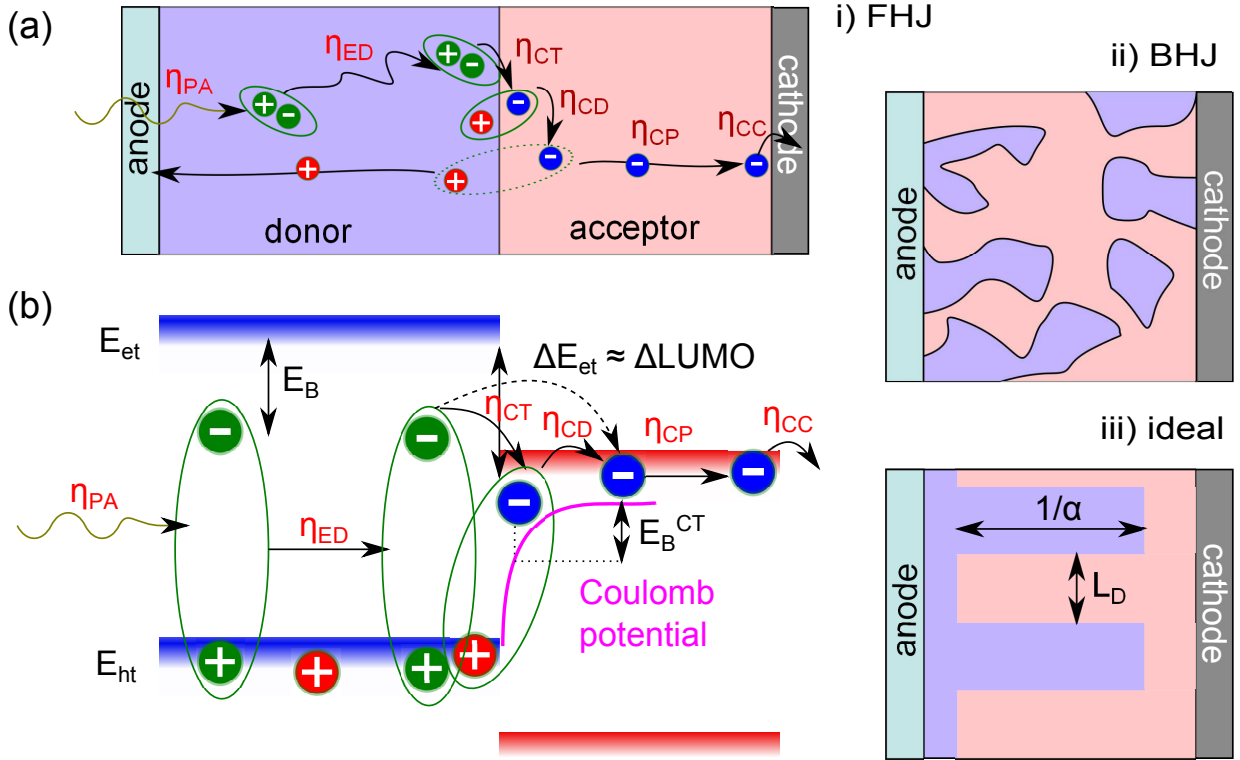 (a)
ηPA
ηED
ηCT
ηCD
ηCP
ηCC
anode
cathode
+
−
+
−
−
+
−
+
+
−
−
donor
acceptor
(b)
Eet
EB
ΔEet ≈ ΔLUMO
ηCT
ηCD
ηCP
ηCC
−
−
−
−
−
ηPA
ηED
EBCT
Coulomb
potential
Eht
+
+
+
+
i) FHJ
ii) BHJ
anode
cathode
iii) ideal
1/α
LD
anode
cathode